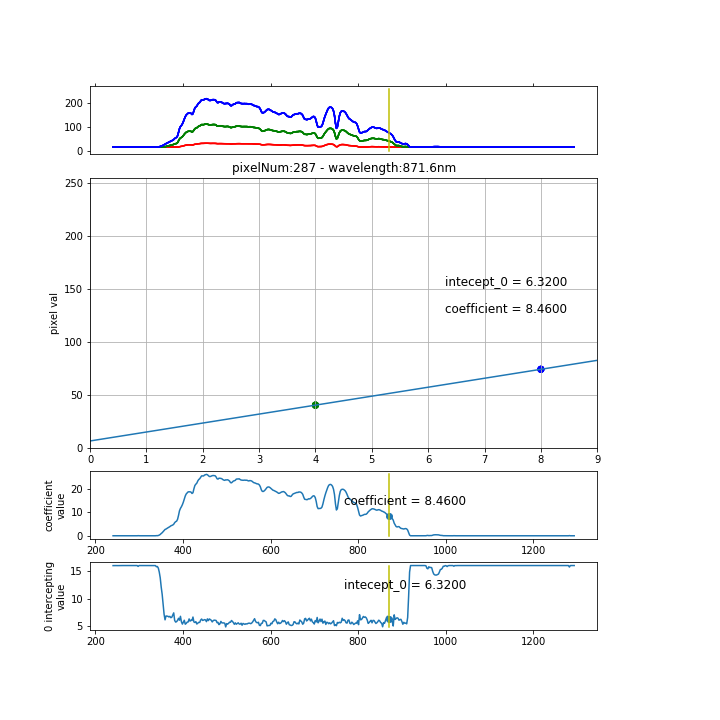 200
100
0
pixelNum:287 - wavelength:871.6nm
250
200
150
100
50
0
pixel val
intecept_0 = 6.3200
coefficient = 8.4600
0 1 2 3 4 5 6 7 8 9
coefficient
value
20
10
0
coefficient = 8.4600
200 400 600 800 1000 1200
0 intercepting
value
15
10
5
intecept_0 = 6.3200
200 400 600 800 1000 1200